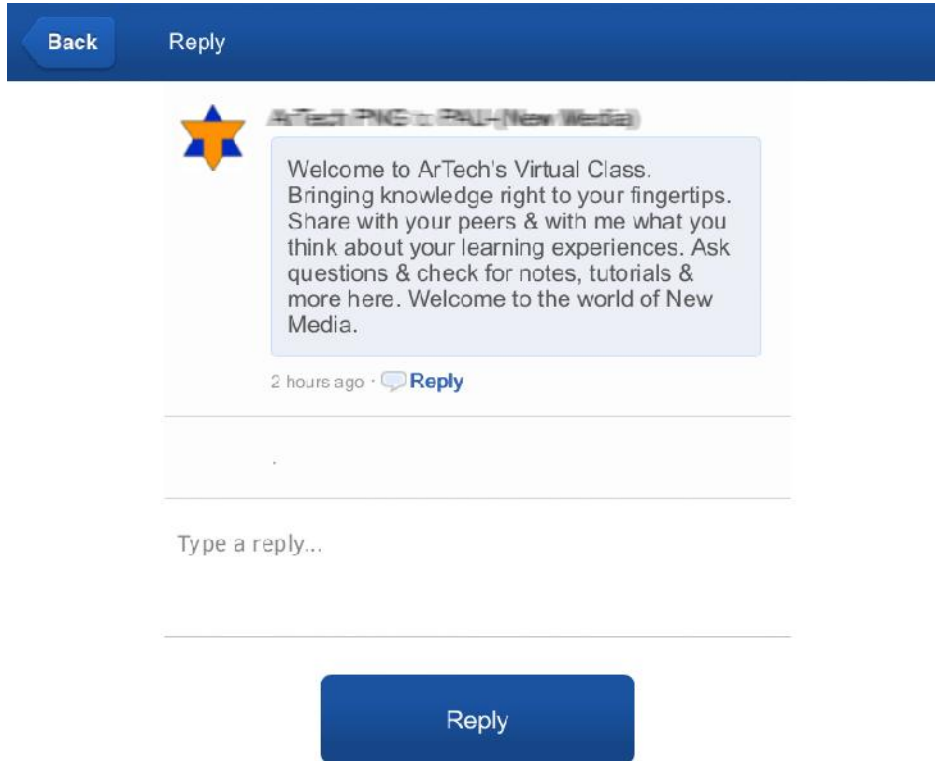 Back
Reply
Welcome to ArTech's Virtual Class.
Bringing knowledge right to your fingertips.
Share with your peers & with me what you
think about your learning experiences. Ask
questions & check for notes, tutorials &
more here. Welcome to the world of New
Media.
2 hours ago · Reply
.
Type a reply...
Reply